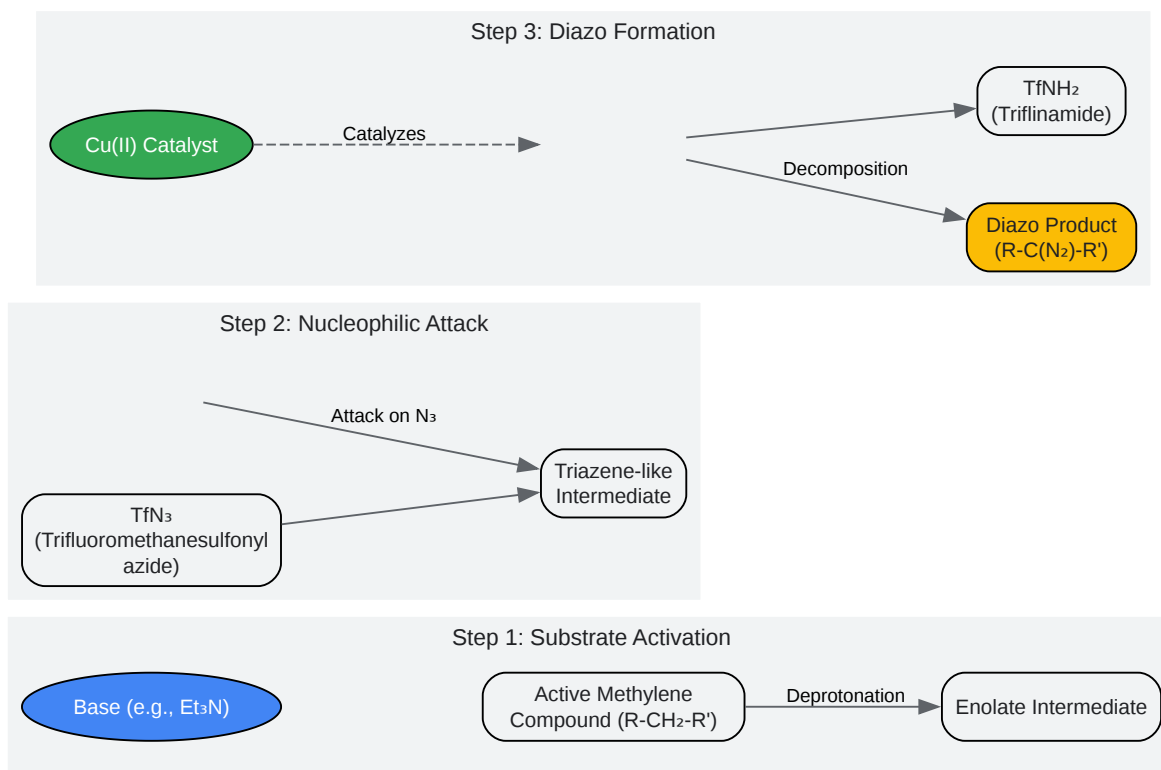 Step 3: Diazo Formation
TfNH₂
(Triflinamide)
Cu(II) Catalyst
Catalyzes
Decomposition
Diazo Product
(R-C(N₂)-R')
Step 2: Nucleophilic Attack
Attack on N₃
Triazene-like
Intermediate
TfN₃
(Trifluoromethanesulfonyl
azide)
Step 1: Substrate Activation
Base (e.g., Et₃N)
Active Methylene
Compound (R-CH₂-R')
Deprotonation
Enolate Intermediate